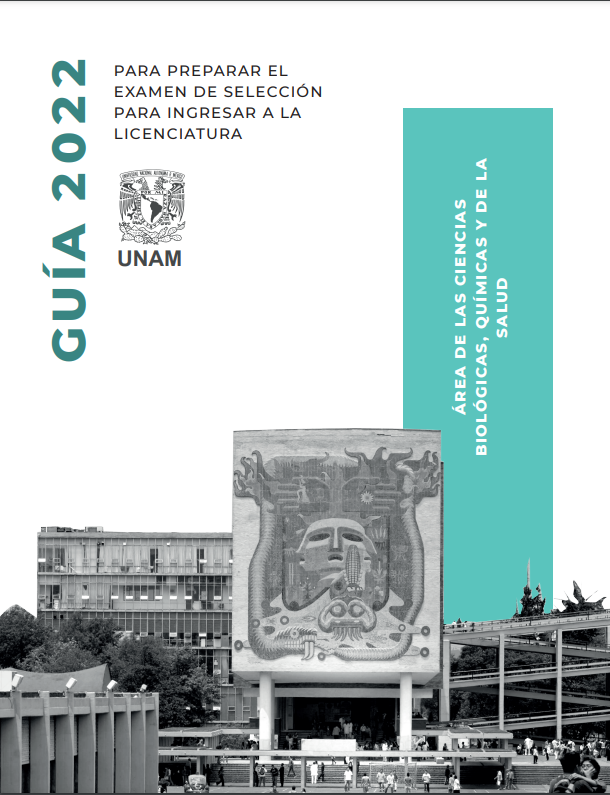 GUÍA 2022
PARA PREPARAR EL
EXAMEN DE SELECCIÓN
PARA INGRESAR A LA
LICENCIATURA
UNAM
ÁREA DE LAS CIENCIAS
BIOLÓGICAS, QUÍMICAS Y DE LA
SALUD